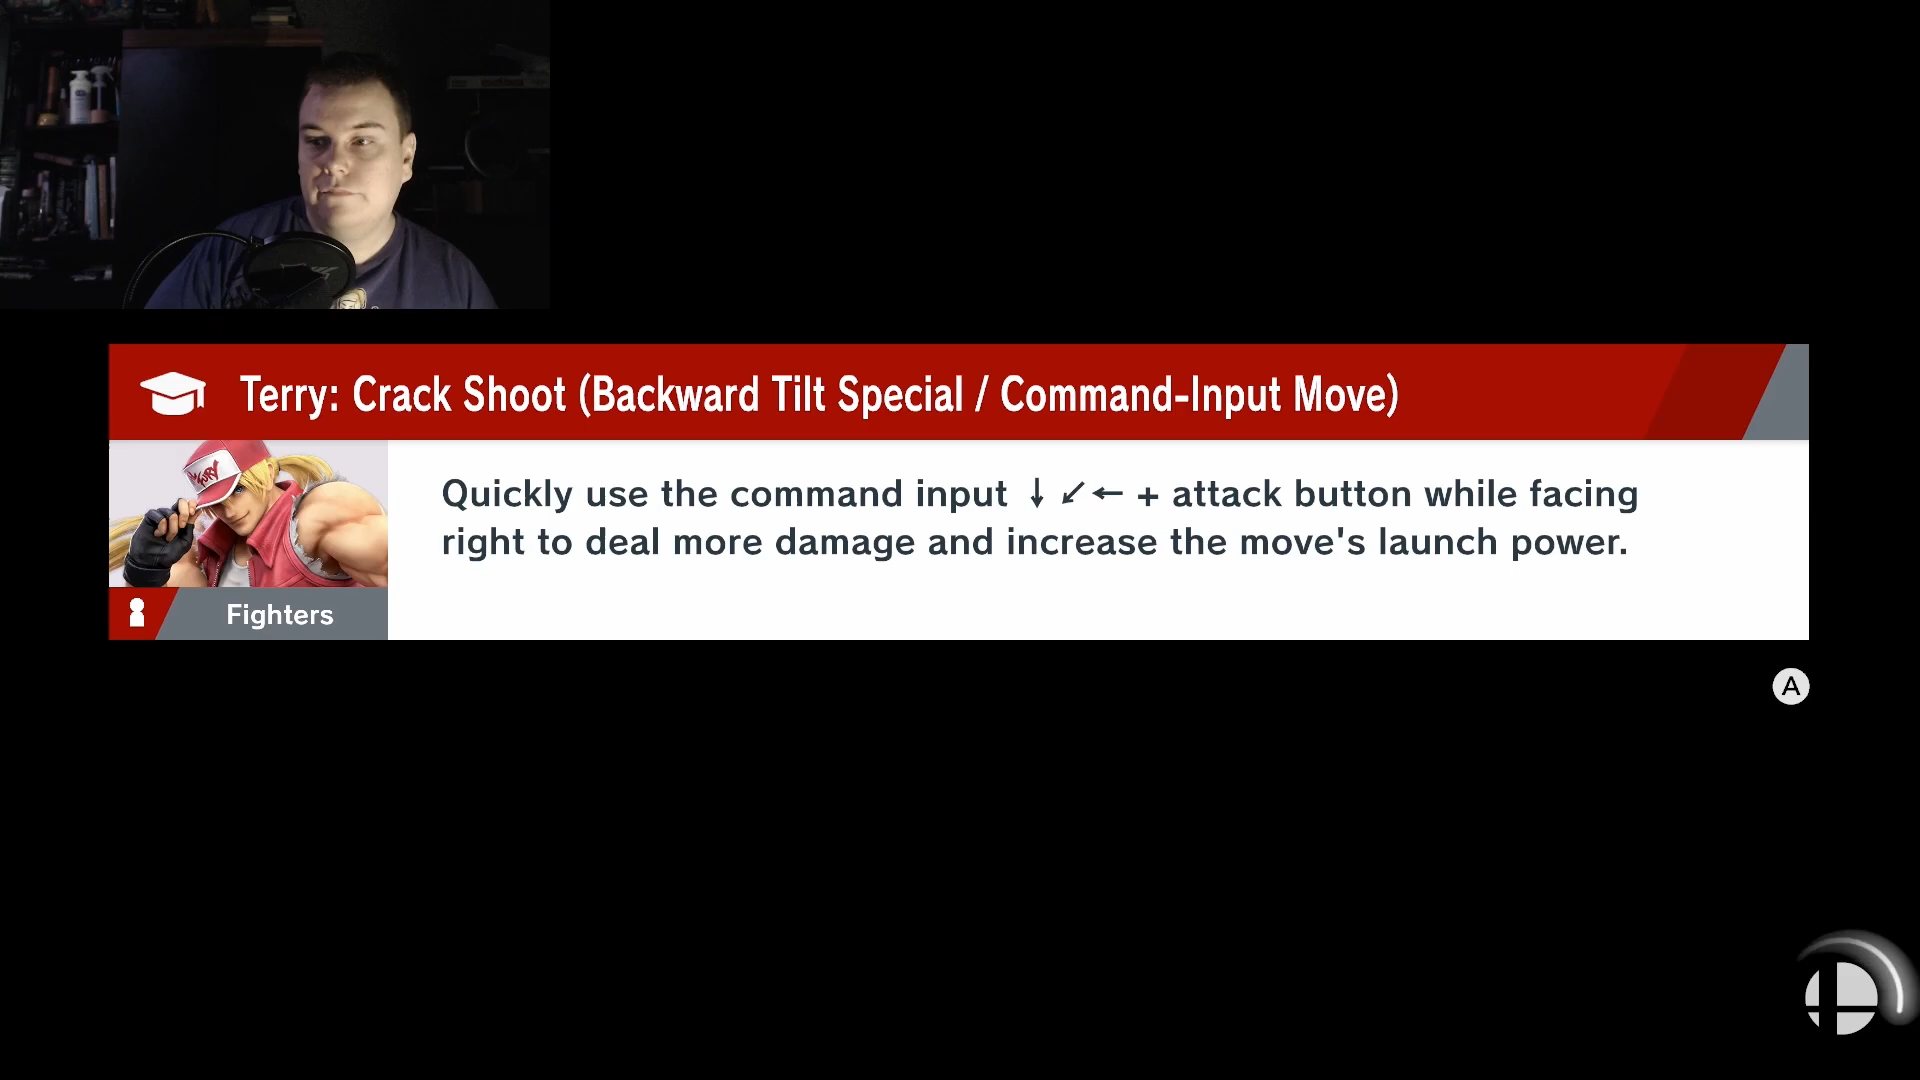 Terry: Crack Shoot (Backward Tilt Special / Command-Input Move)
Quickly use the command input ↓ ↙ ← + attack button while facing
right to deal more damage and increase the move's launch power.
FURY
Fighters
A